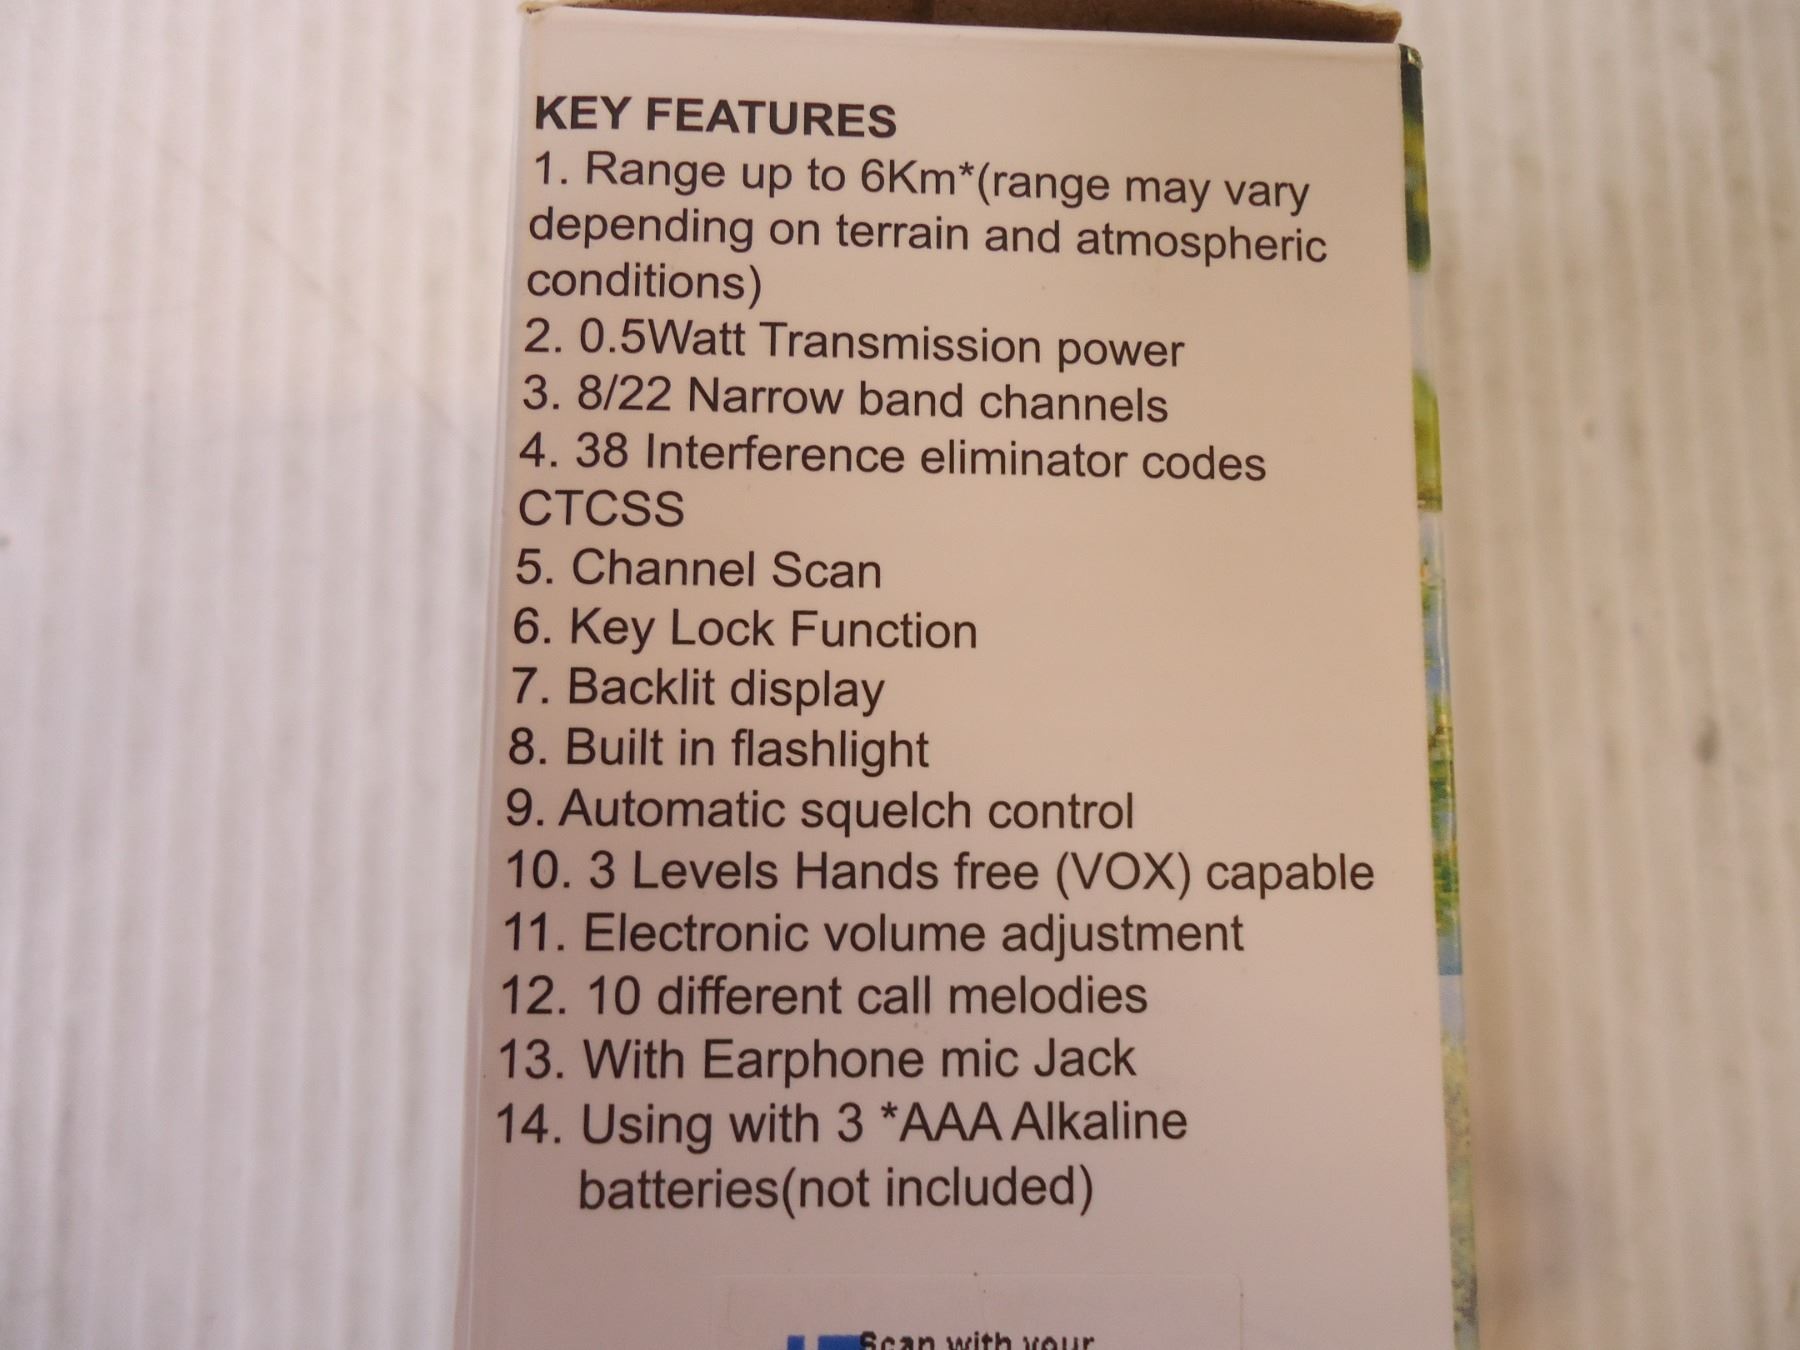 KEY FEATURES
1. Range up to 6Km*(range may vary
depending on terrain and atmospheric
conditions)
2. 0.5Watt Transmission power
3. 8/22 Narrow band channels
4. 38 Interference eliminator codes
CTCSS
5. Channel Scan
6. Key Lock Function
7. Backlit display
8. Built in flashlight
9. Automatic squelch control
10. 3 Levels Hands free (VOX) capable
11. Electronic volume adjustment
12. 10 different call melodies
13. With Earphone mic Jack
14. Using with 3 *AAA Alkaline
batteries(not included)
Scan with your